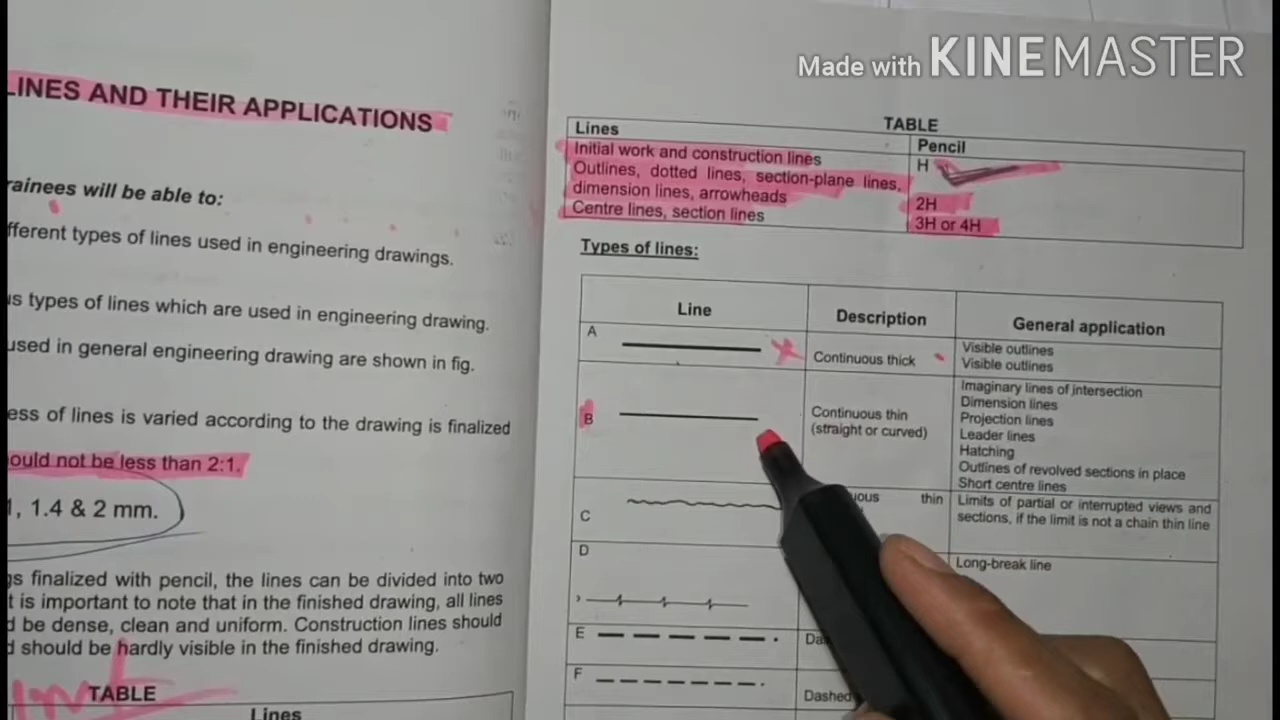 Made with KINEMASTER
LINES AND THEIR APPLICATIONS
rainees will be able to:
fferent types of lines used in engineering drawings.
us types of lines which are used in engineering drawing.
used in general engineering drawing are shown in fig.
ess of lines is varied according to the drawing is finalized
ould not be less than 2:1.
1, 1.4 & 2 mm.
gs finalized with pencil, the lines can be divided into two
t is important to note that in the finished drawing, all lines
d be dense, clean and uniform. Construction lines should
d should be hardly visible in the finished drawing.
TABLE
Lines
TABLE
Lines Pencil
Initial work and construction lines H
Outlines, dotted lines, section-plane lines,
dimension lines, arrowheads 2H
Centre lines, section lines 3H or 4H
Types of lines:
Line Description General application
A Continuous thick Visible outlines
Visible outlines
B Continuous thin
(straight or curved)
Imaginary lines of intersection
Dimension lines
Projection lines
Leader lines
Hatching
Outlines of revolved sections in place
Short centre lines
C uous thin Limits of partial or interrupted views and
sections, if the limit is not a chain thin line
D Long-break line
E Da
F Dashed